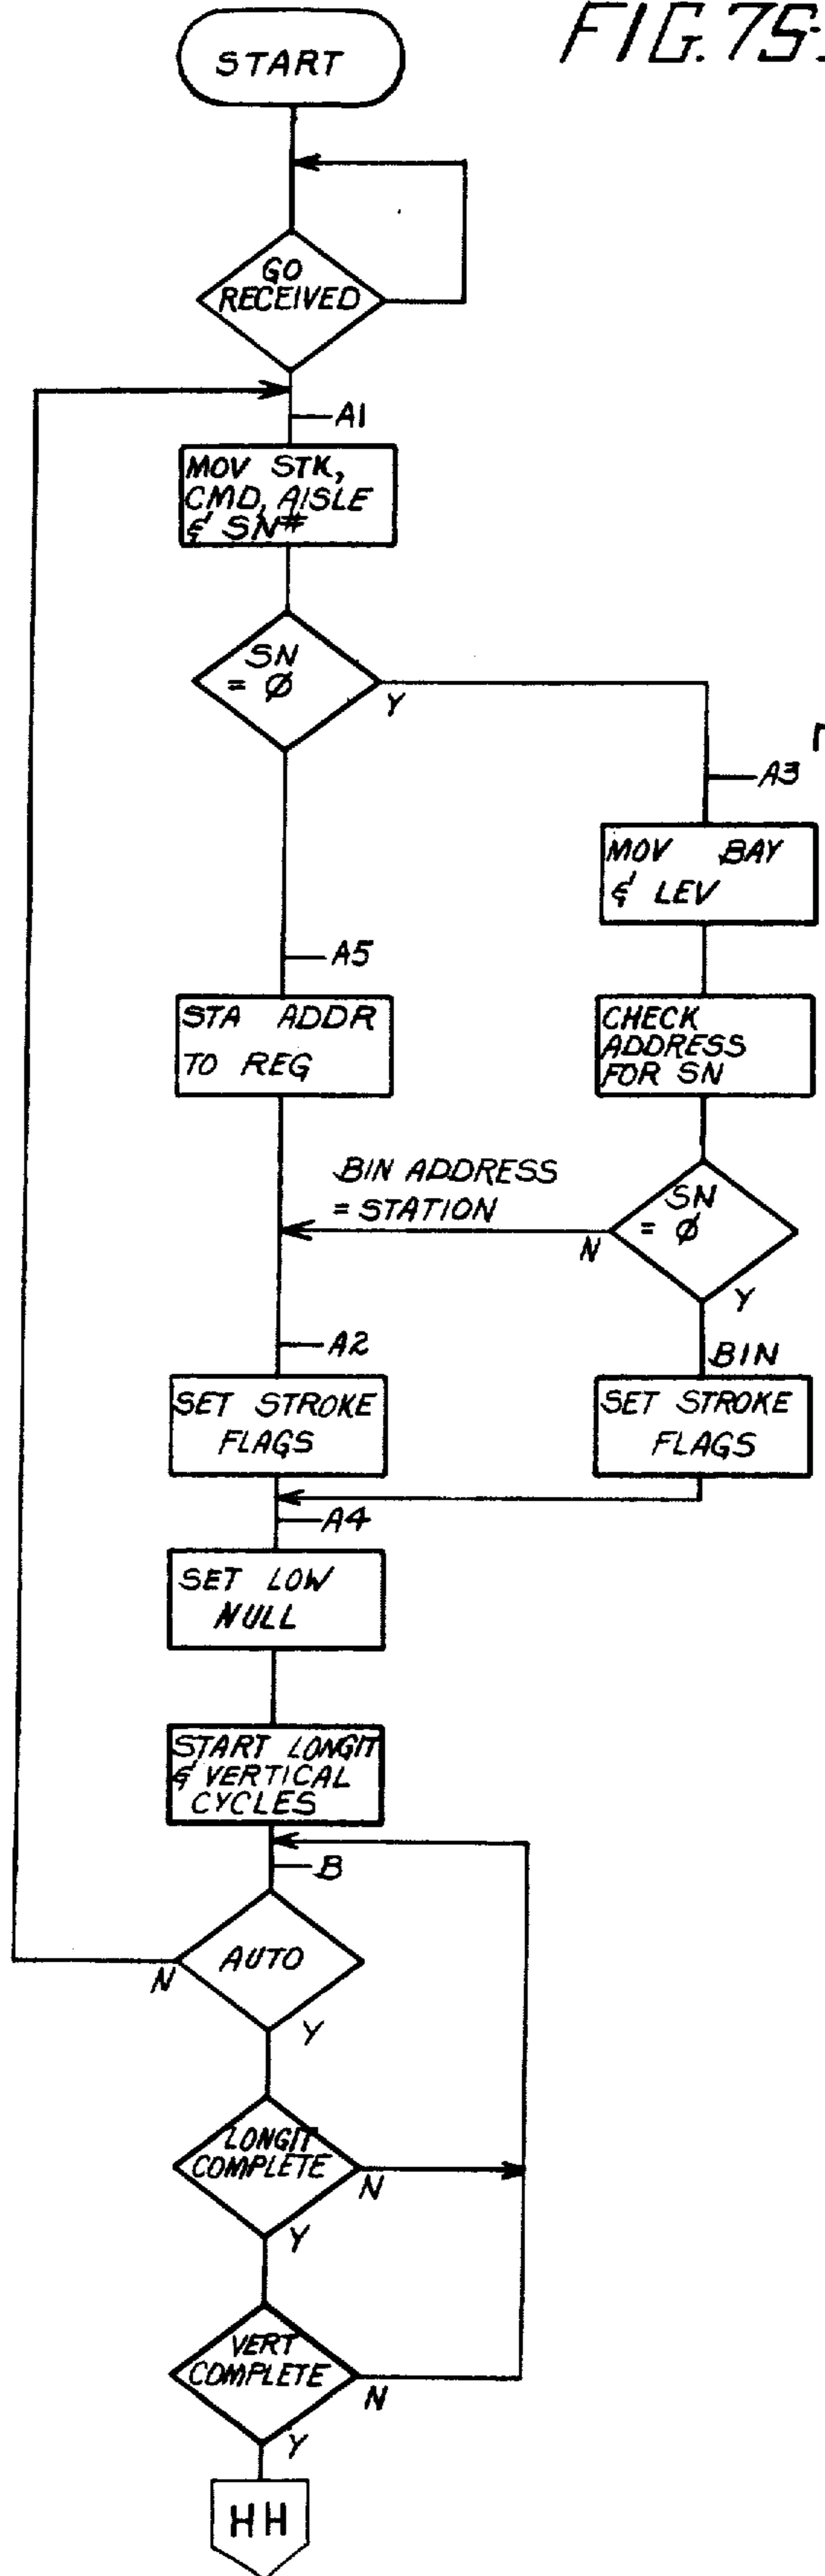 FIG. 7S
START
GO
RECEIVED
A1
MOV STK,
CMD, AISLE
& SN#
SN
= Ø
Y
A3
MOV BAY
& LEV
A5
STA ADDR
TO REG
CHECK
ADDRESS
FOR SN
BIN ADDRESS
= STATION
SN
= Ø
N
Y
A2
BIN
SET STROKE
FLAGS
SET STROKE
FLAGS
A4
SET LOW
NULL
START LONGIT
& VERTICAL
CYCLES
B
AUTO
N
Y
LONGIT
COMPLETE
N
Y
VERT
COMPLETE
N
Y
HH